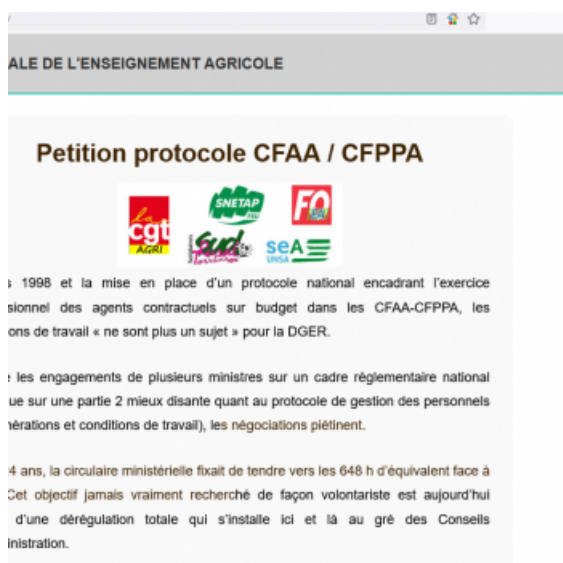 ALE DE L'ENSEIGNEMENT AGRICOLE
Petition protocole CFAA / CFPPA
la
cgt
AGRI
SNETAP
FSU
FO
Sud
seA
UNSA
s 1998 et la mise en place d'un protocole national encadrant l'exercice
sionnel des agents contractuels sur budget dans les CFAA-CFPPA, les
ons de travail « ne sont plus un sujet » pour la DGER.
e les engagements de plusieurs ministres sur un cadre réglementaire national
ue sur une partie 2 mieux disante quant au protocole de gestion des personnels
nérations et conditions de travail), les négociations piétinent.
4 ans, la circulaire ministérielle fixait de tendre vers les 648 h d'équivalent face à
Cet objectif jamais vraiment recherché de façon volontariste est aujourd'hui
d'une dérégulation totale qui s'installe ici et là au gré des Conseils
inistration.